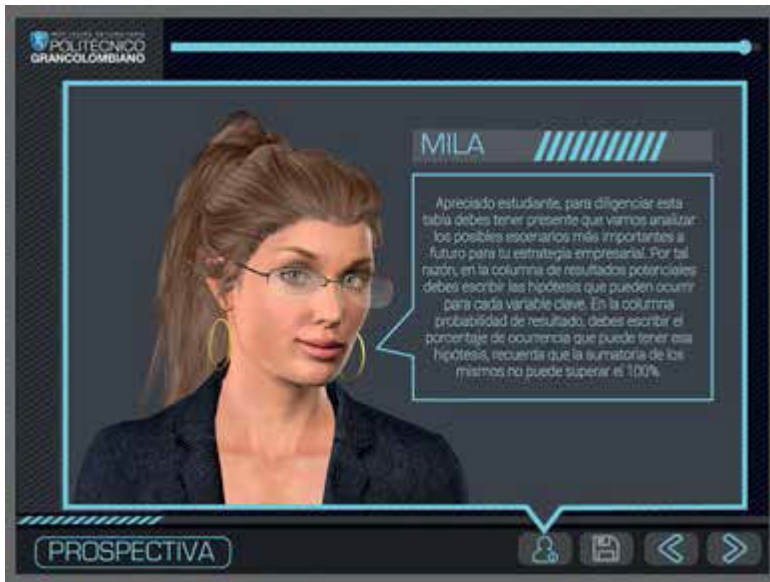 INSTITUCIÓN UNIVERSITARIA
POLITÉCNICO
GRANCOLOMBIANO
MILA
Apreciado estudiante, para diligenciar esta
tabla debes tener presente que vamos analizar
los posibles escenarios más importantes a
futuro para tu estrategia empresarial. Por tal
razón, en la columna de resultados potenciales
debes escribir las hipótesis que pueden ocurrir
para cada variable clave. En la columna
probabilidad de resultado, debes escribir el
porcentaje de ocurrencia que puede tener esa
hipótesis, recuerda que la sumatoria de los
mismos no puede superar el 100%
PROSPECTIVA